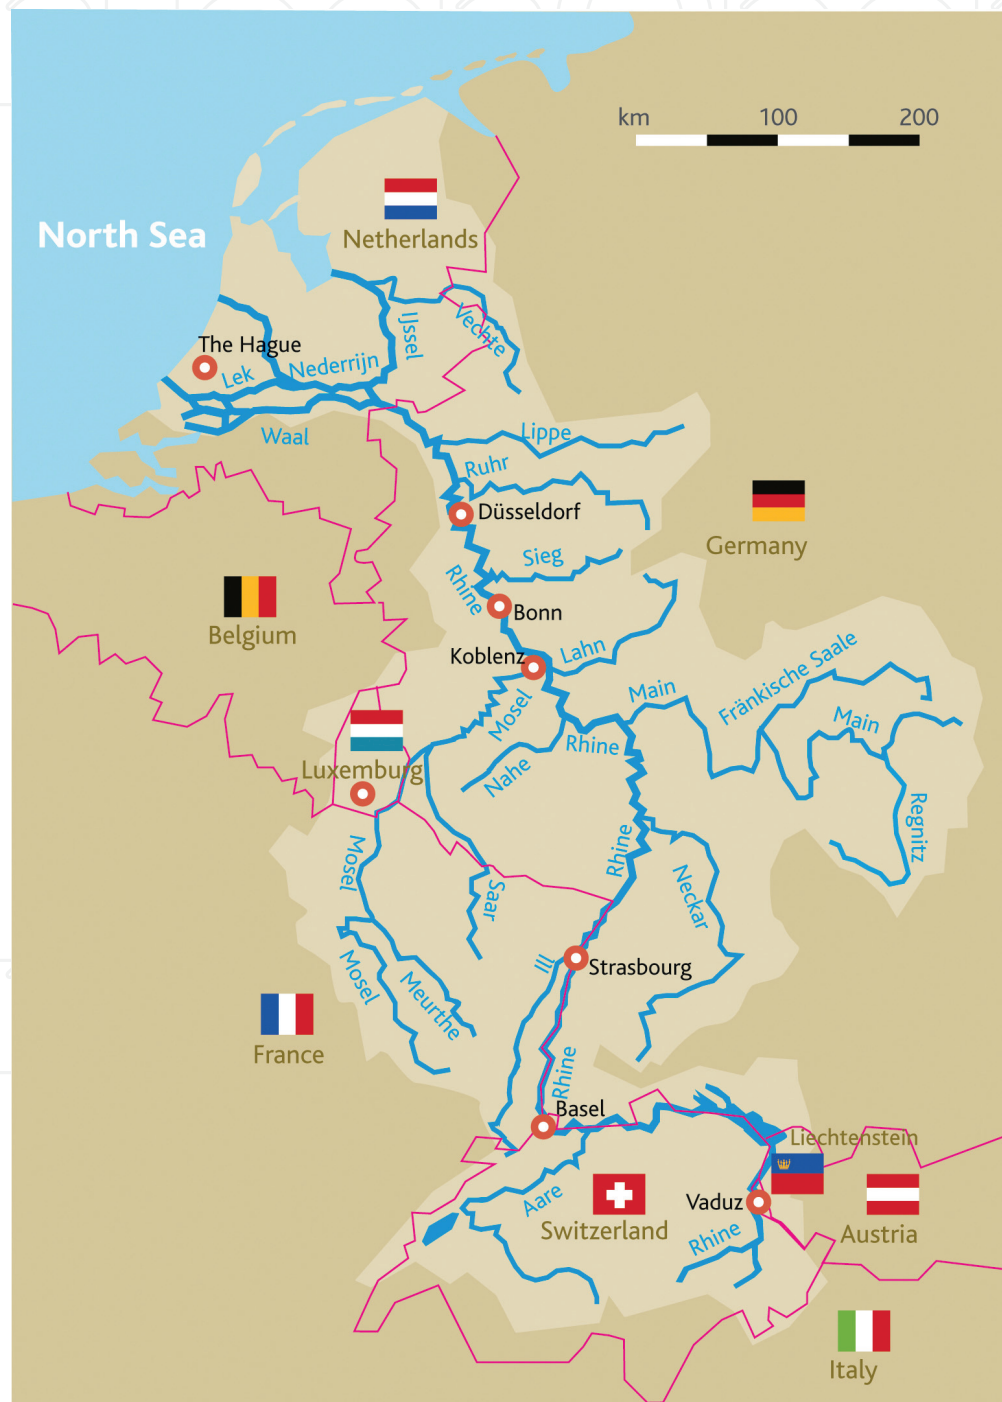 km 100 200
North Sea
Netherlands
IJssel
Vechte
The Hague
Lek
Nederrijn
Waal
Lippe
Ruhr
Düsseldorf
Germany
Sieg
Rhine
Belgium
Bonn
Koblenz
Lahn
Mosel
Main
Fränkische Saale
Rhine
Main
Nahe
Luxemburg
Regnitz
Mosel
Rhine
Saar
Neckar
Ill
Strasbourg
Mosel
Meurthe
France
Rhine
Basel
Liechtenstein
Aare
Switzerland
Vaduz
Rhine
Austria
Italy